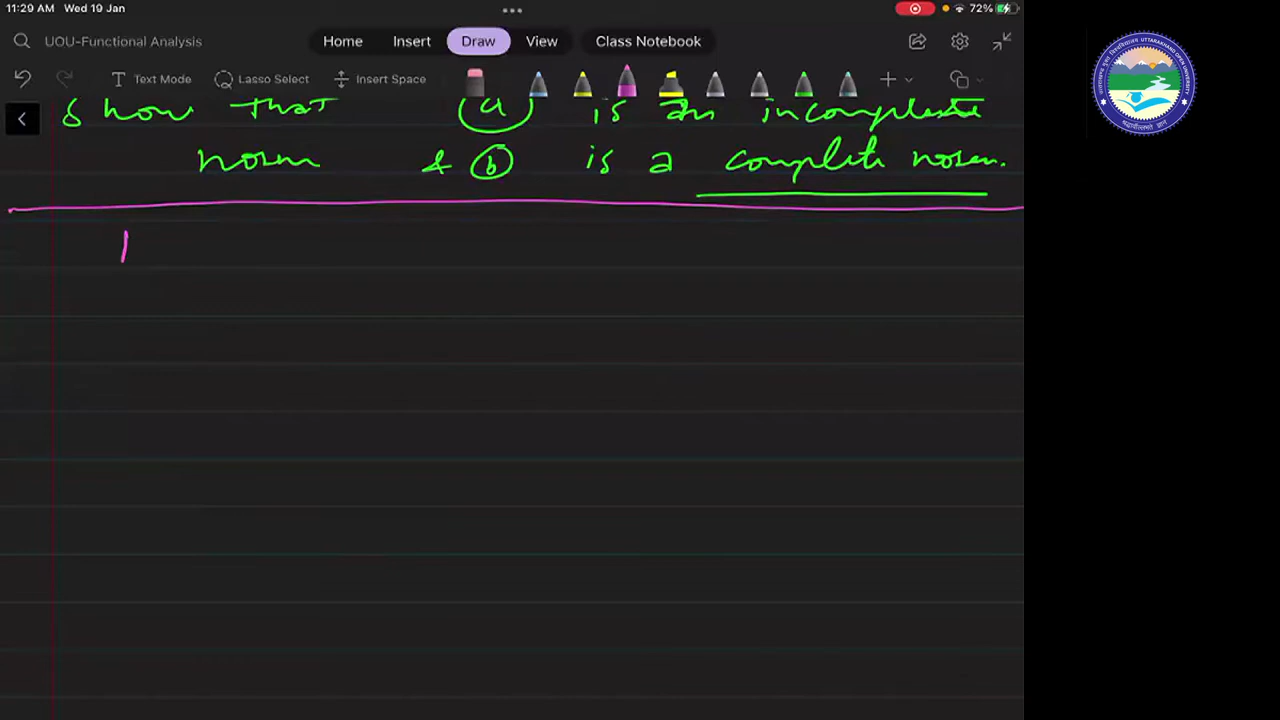 11:29 AM Wed 19 Jan
72%
UOU-Functional Analysis
Home Insert Draw View Class Notebook
Text Mode Lasso Select Insert Space
Show that (a) is an incomplete
norm & (b) is a complete norm.